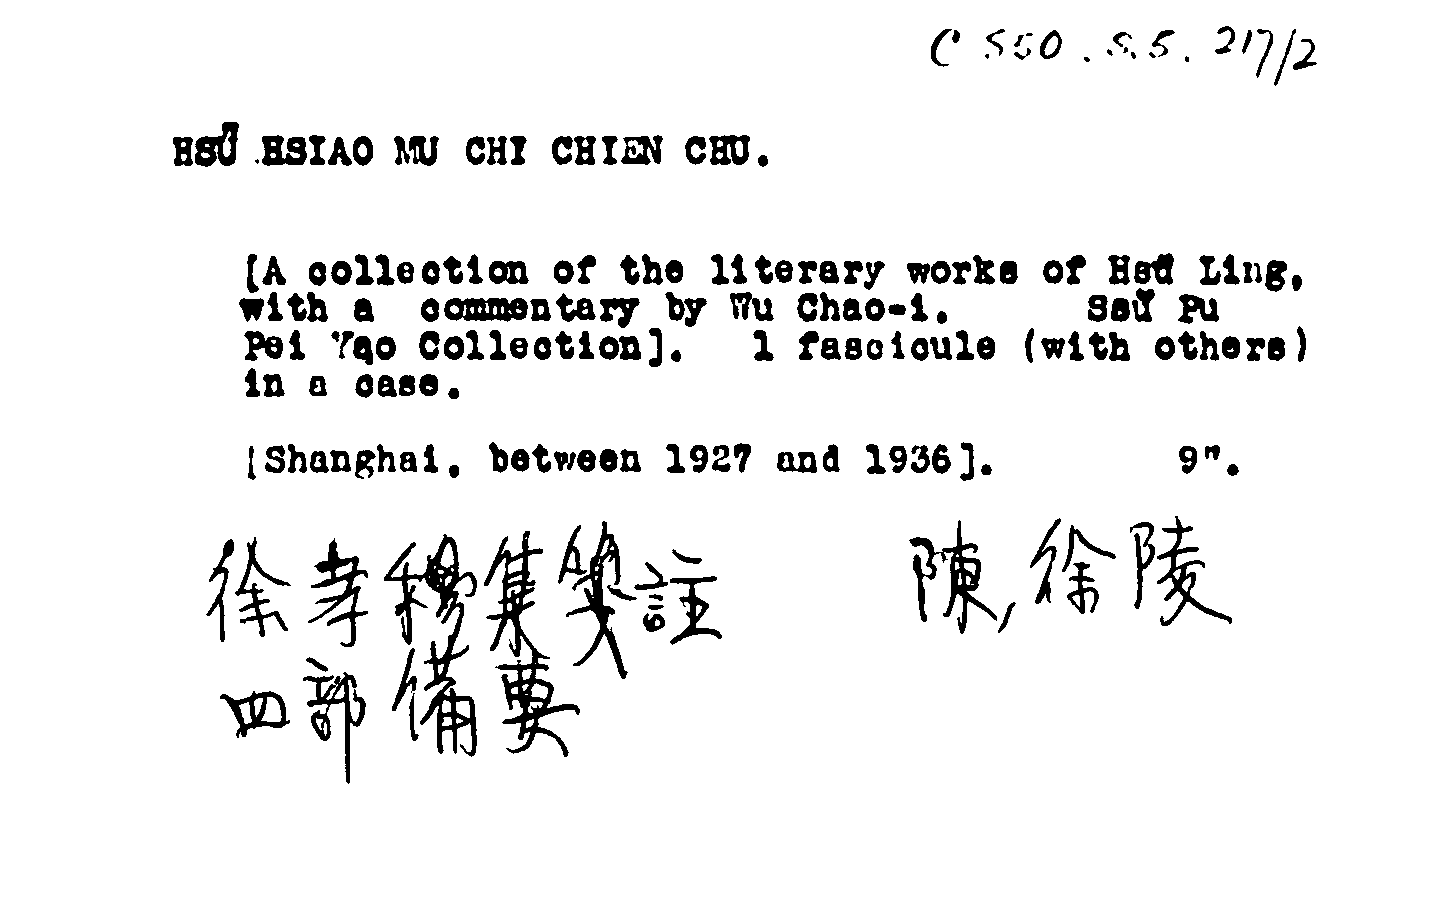 C 550. S.5. 217/2
HSŬ HSIAO MU CHI CHIEN CHU.
[A collection of the literary works of Hsŭ Ling,
with a commentary by Wu Chao-i. Ssŭ Pu
Pei Yao Collection]. 1 fascicule (with others)
in a case.
[Shanghai, between 1927 and 1936]. 9".
徐孝穆集箋註 陳,徐陵
四部備要